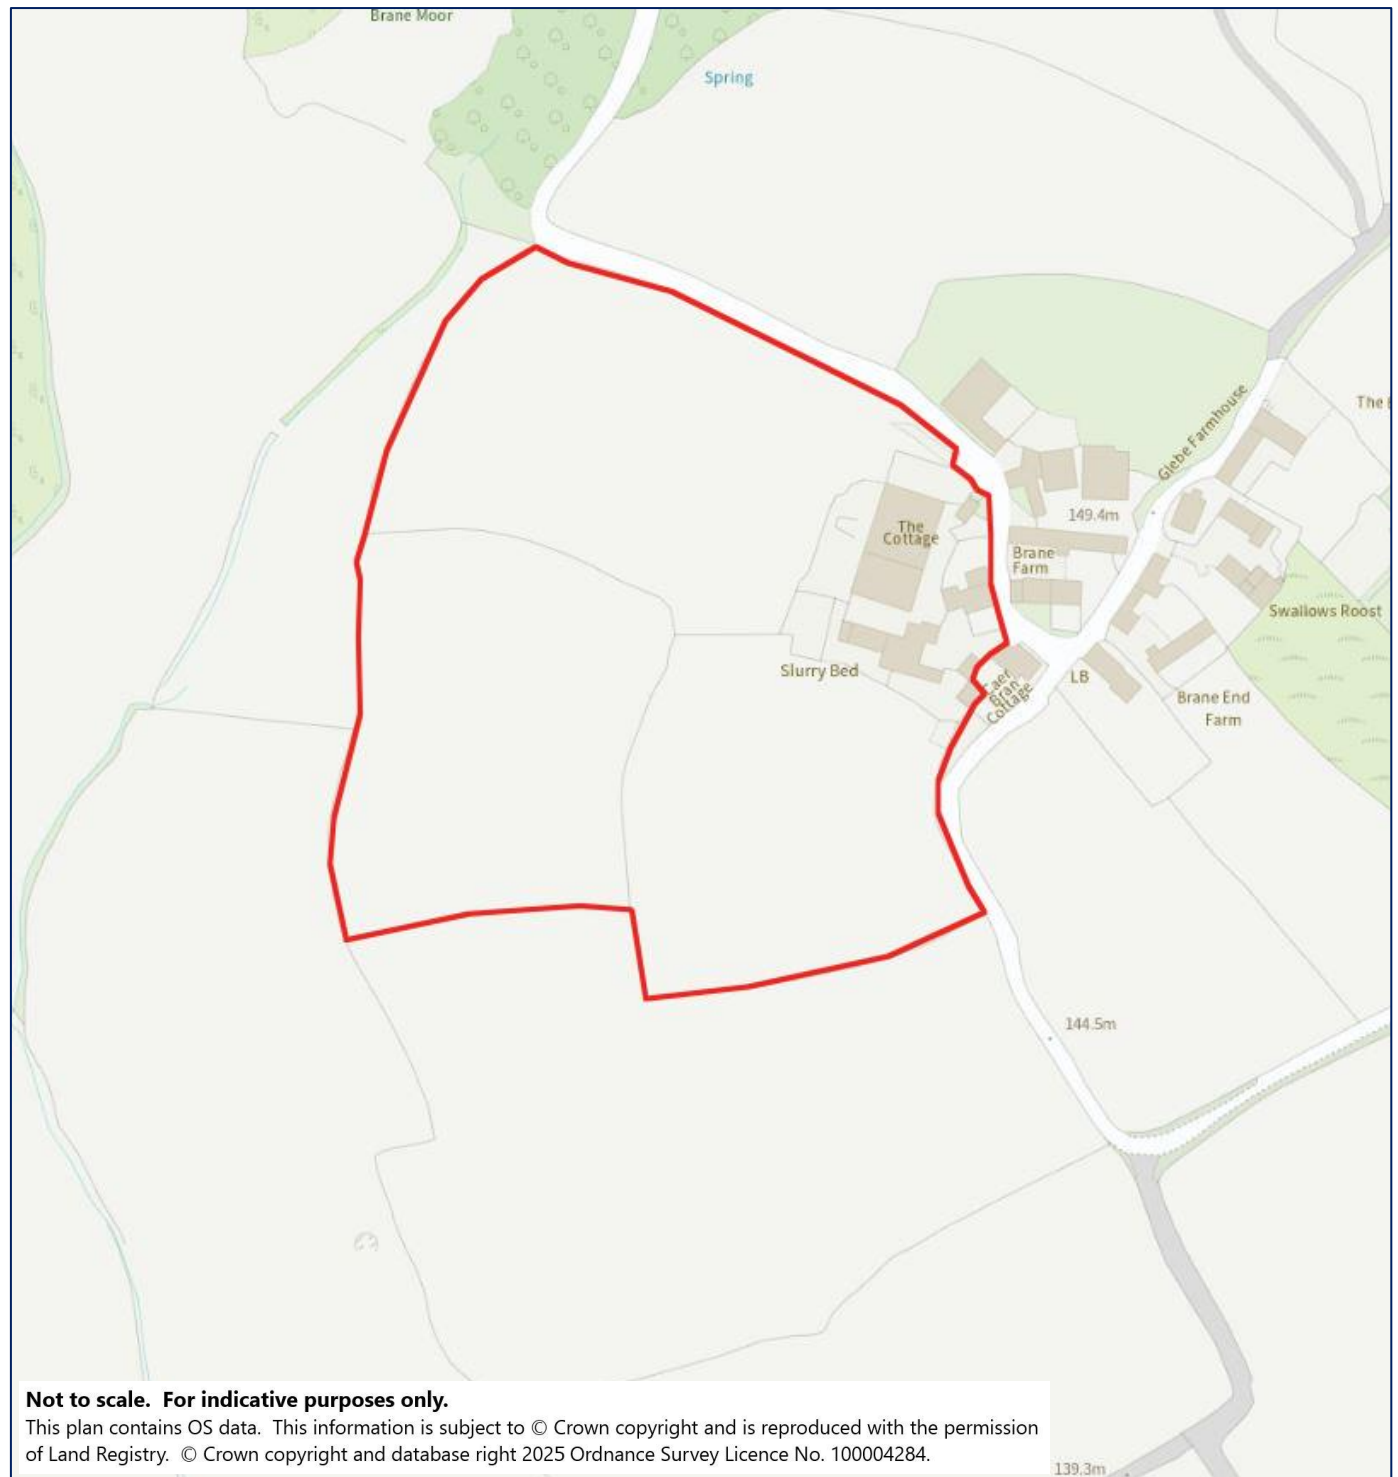 Brane Moor
Spring
Glebe Farmhouse
The
The
Cottage
149.4m
Brane
Farm
Swallows Roost
Slurry Bed
Caer
Bran
Cottage
LB
Brane End
Farm
144.5m
Not to scale. For indicative purposes only.
This plan contains OS data. This information is subject to © Crown copyright and is reproduced with the permission
of Land Registry. © Crown copyright and database right 2025 Ordnance Survey Licence No. 100004284.
139.3m